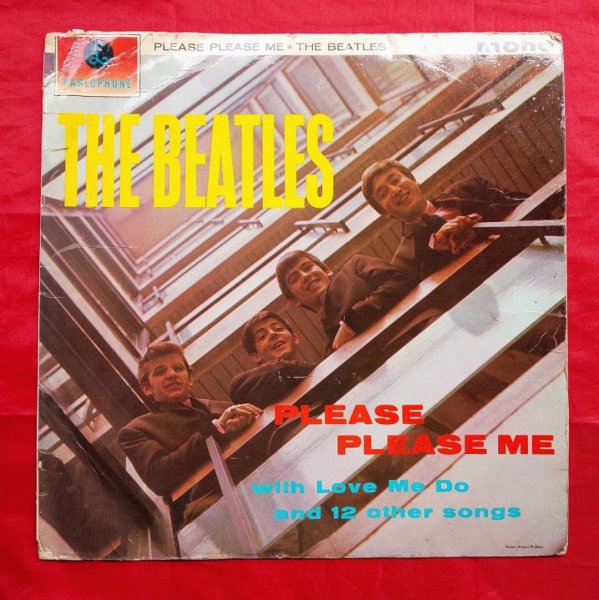 PLEASE PLEASE ME ★ THE BEATLES
mono
PARLOPHONE
THE BEATLES
PLEASE
PLEASE ME
with Love Me Do
and 12 other songs